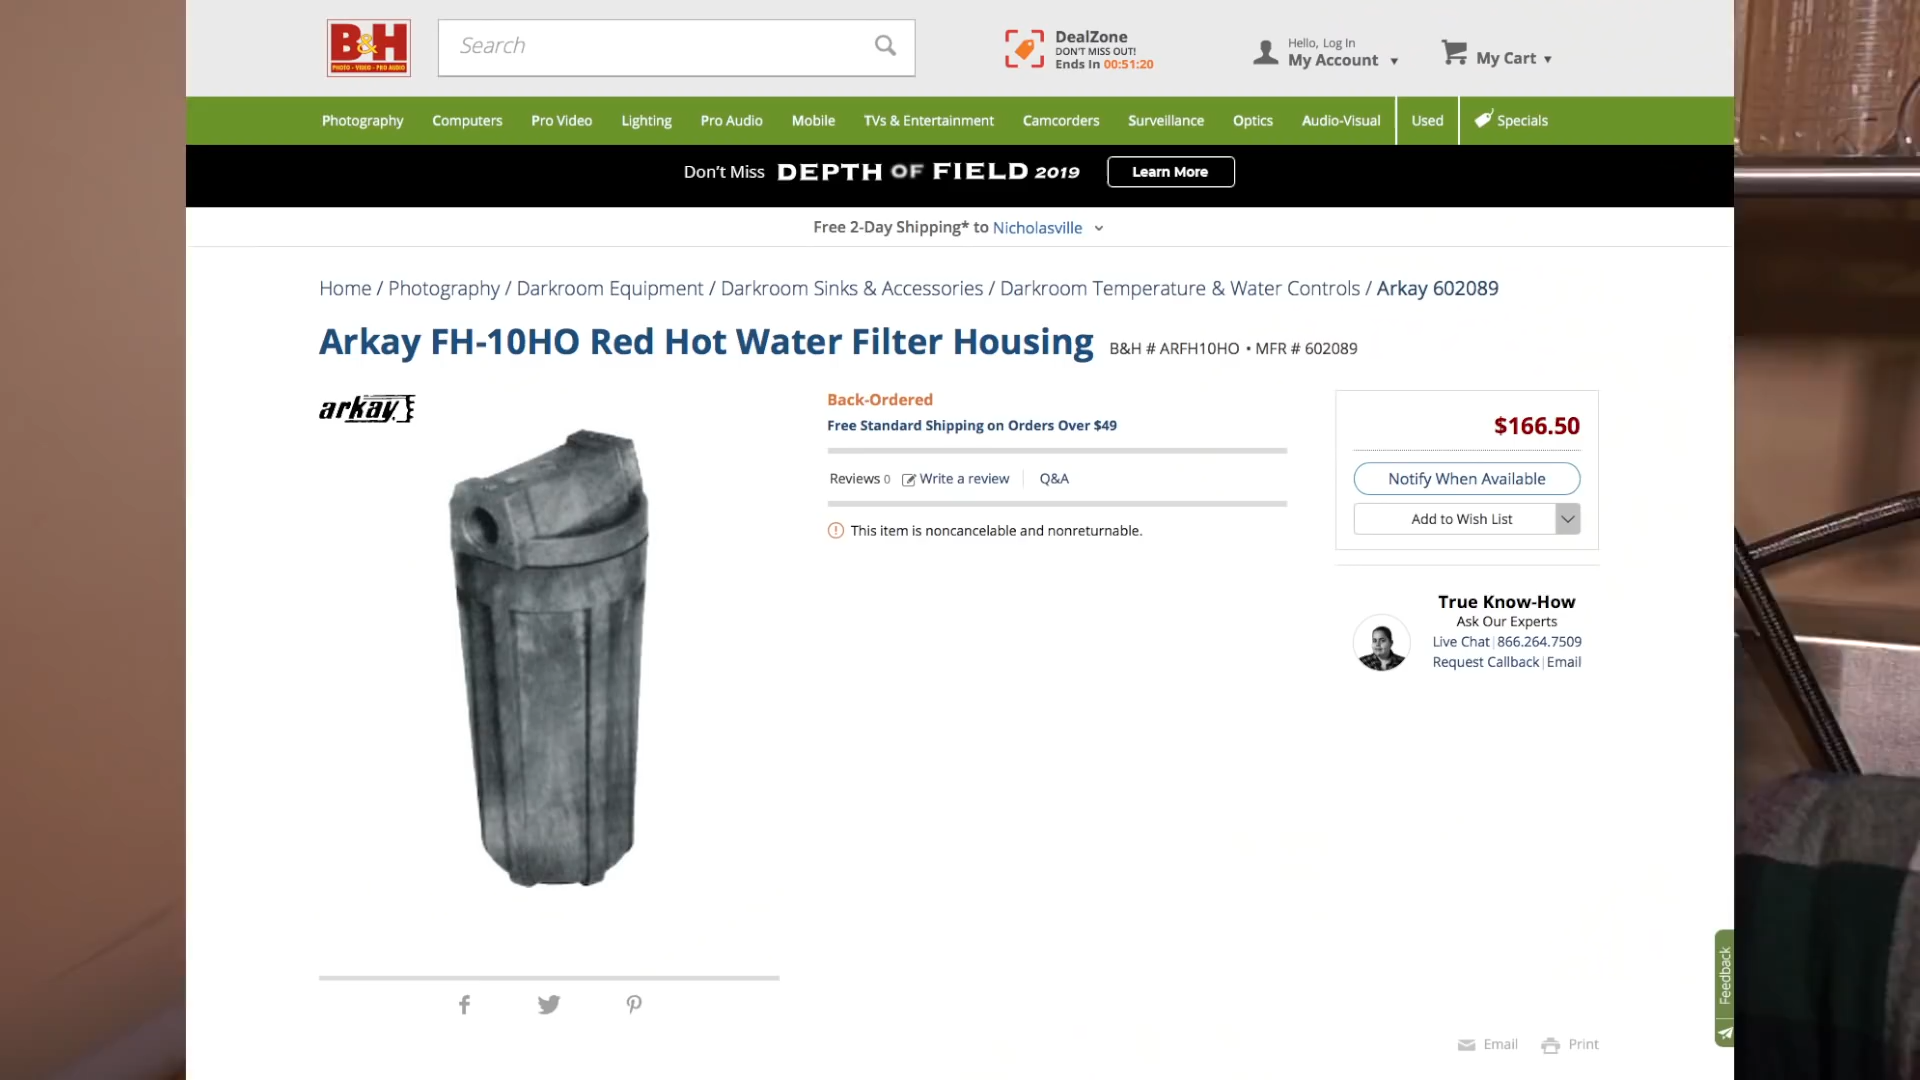 B&H
PHOTO - VIDEO - PRO AUDIO
Search
DealZone
DON'T MISS OUT!
Ends In 00:51:20
Hello, Log In
My Account
My Cart
Photography Computers Pro Video Lighting Pro Audio Mobile TVs & Entertainment Camcorders Surveillance Optics Audio-Visual Used Specials
Don't Miss DEPTH OF FIELD 2019 Learn More
Free 2-Day Shipping* to Nicholasville
Home / Photography / Darkroom Equipment / Darkroom Sinks & Accessories / Darkroom Temperature & Water Controls / Arkay 602089
Arkay FH-10HO Red Hot Water Filter Housing B&H # ARFH10HO • MFR # 602089
arkay
Back-Ordered
Free Standard Shipping on Orders Over $49
Reviews 0 Write a review Q&A
This item is noncancelable and nonreturnable.
$166.50
Notify When Available
Add to Wish List
True Know-How
Ask Our Experts
Live Chat 866.264.7509
Request Callback Email
Feedback
Email Print